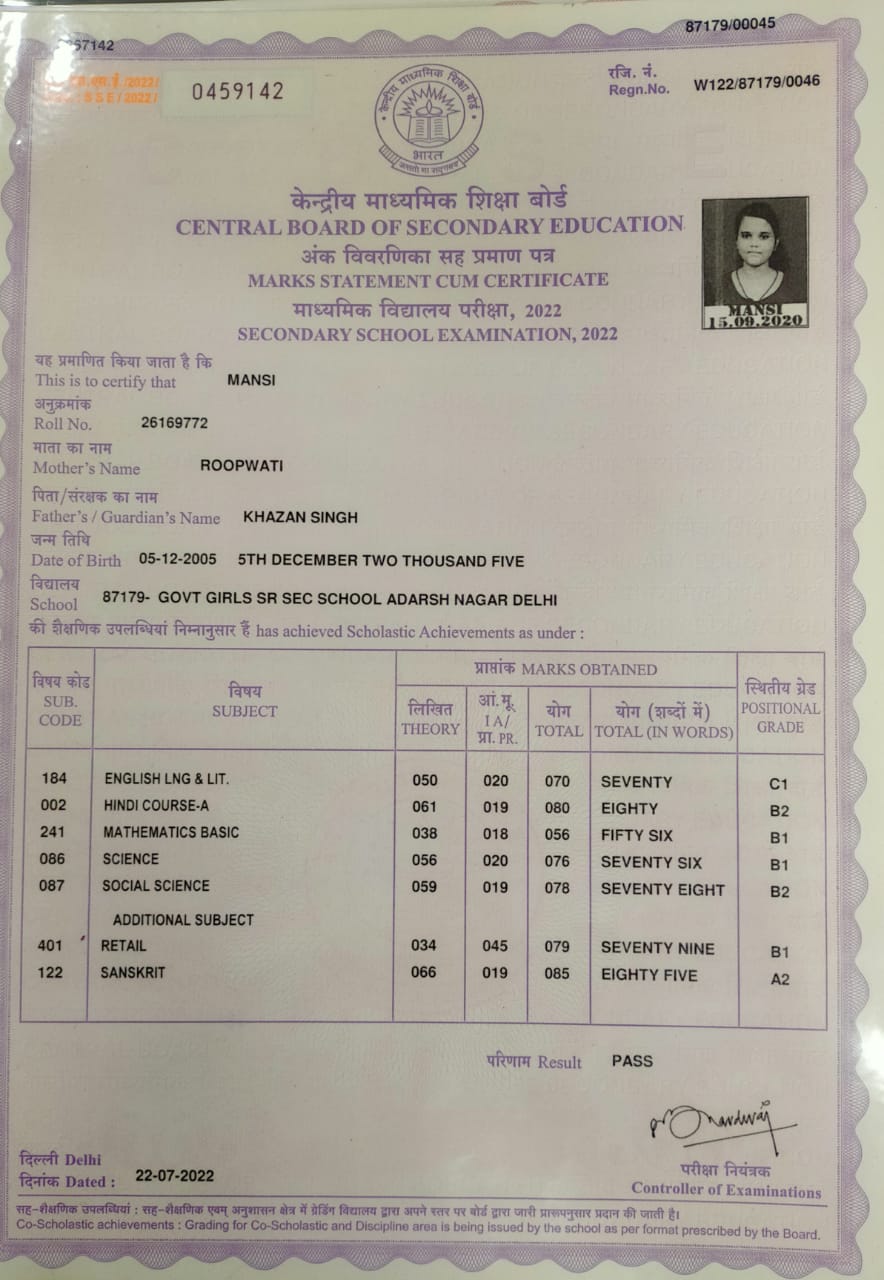 67142
87179/00045
/2022/
/2022/
0459142
रजि. नं.
Regn.No. W122/87179/0046
केन्द्रीय माध्यमिक शिक्षा बोर्ड
भारत
केन्द्रीय माध्यमिक शिक्षा बोर्ड
CENTRAL BOARD OF SECONDARY EDUCATION
अंक विवरणिका सह प्रमाण पत्र
MARKS STATEMENT CUM CERTIFICATE
माध्यमिक विद्यालय परीक्षा, 2022
SECONDARY SCHOOL EXAMINATION, 2022
MANSI
15.09.2020
यह प्रमाणित किया जाता है कि
This is to certify that MANSI
अनुक्रमांक
Roll No. 26169772
माता का नाम
Mother's Name ROOPWATI
पिता/संरक्षक का नाम
Father's / Guardian's Name KHAZAN SINGH
जन्म तिथि
Date of Birth 05-12-2005 5TH DECEMBER TWO THOUSAND FIVE
विद्यालय
School 87179- GOVT GIRLS SR SEC SCHOOL ADARSH NAGAR DELHI
की शैक्षणिक उपलब्धियां निम्नानुसार हैं has achieved Scholastic Achievements as under :
विषय कोड
SUB.
CODE
विषय
SUBJECT
प्राप्तांक MARKS OBTAINED
लिखित
THEORY
आं.मू.
I A/
प्रा. PR.
योग
TOTAL
योग (शब्दों में)
TOTAL (IN WORDS)
स्थितीय ग्रेड
POSITIONAL
GRADE
184 ENGLISH LNG & LIT. 050 020 070 SEVENTY C1
002 HINDI COURSE-A 061 019 080 EIGHTY B2
241 MATHEMATICS BASIC 038 018 056 FIFTY SIX B1
086 SCIENCE 056 020 076 SEVENTY SIX B1
087 SOCIAL SCIENCE 059 019 078 SEVENTY EIGHT B2
ADDITIONAL SUBJECT
401 RETAIL 034 045 079 SEVENTY NINE B1
122 SANSKRIT 066 019 085 EIGHTY FIVE A2
परिणाम Result PASS
दिल्ली Delhi
दिनांक Dated : 22-07-2022
परीक्षा नियंत्रक
Controller of Examinations
सह-शैक्षणिक उपलब्धियां : सह-शैक्षणिक एवम् अनुशासन क्षेत्र में ग्रेडिंग विद्यालय द्वारा अपने स्तर पर बोर्ड द्वारा जारी प्रारूपनुसार प्रदान की जाती है।
Co-Scholastic achievements : Grading for Co-Scholastic and Discipline area is being issued by the school as per format prescribed by the Board.